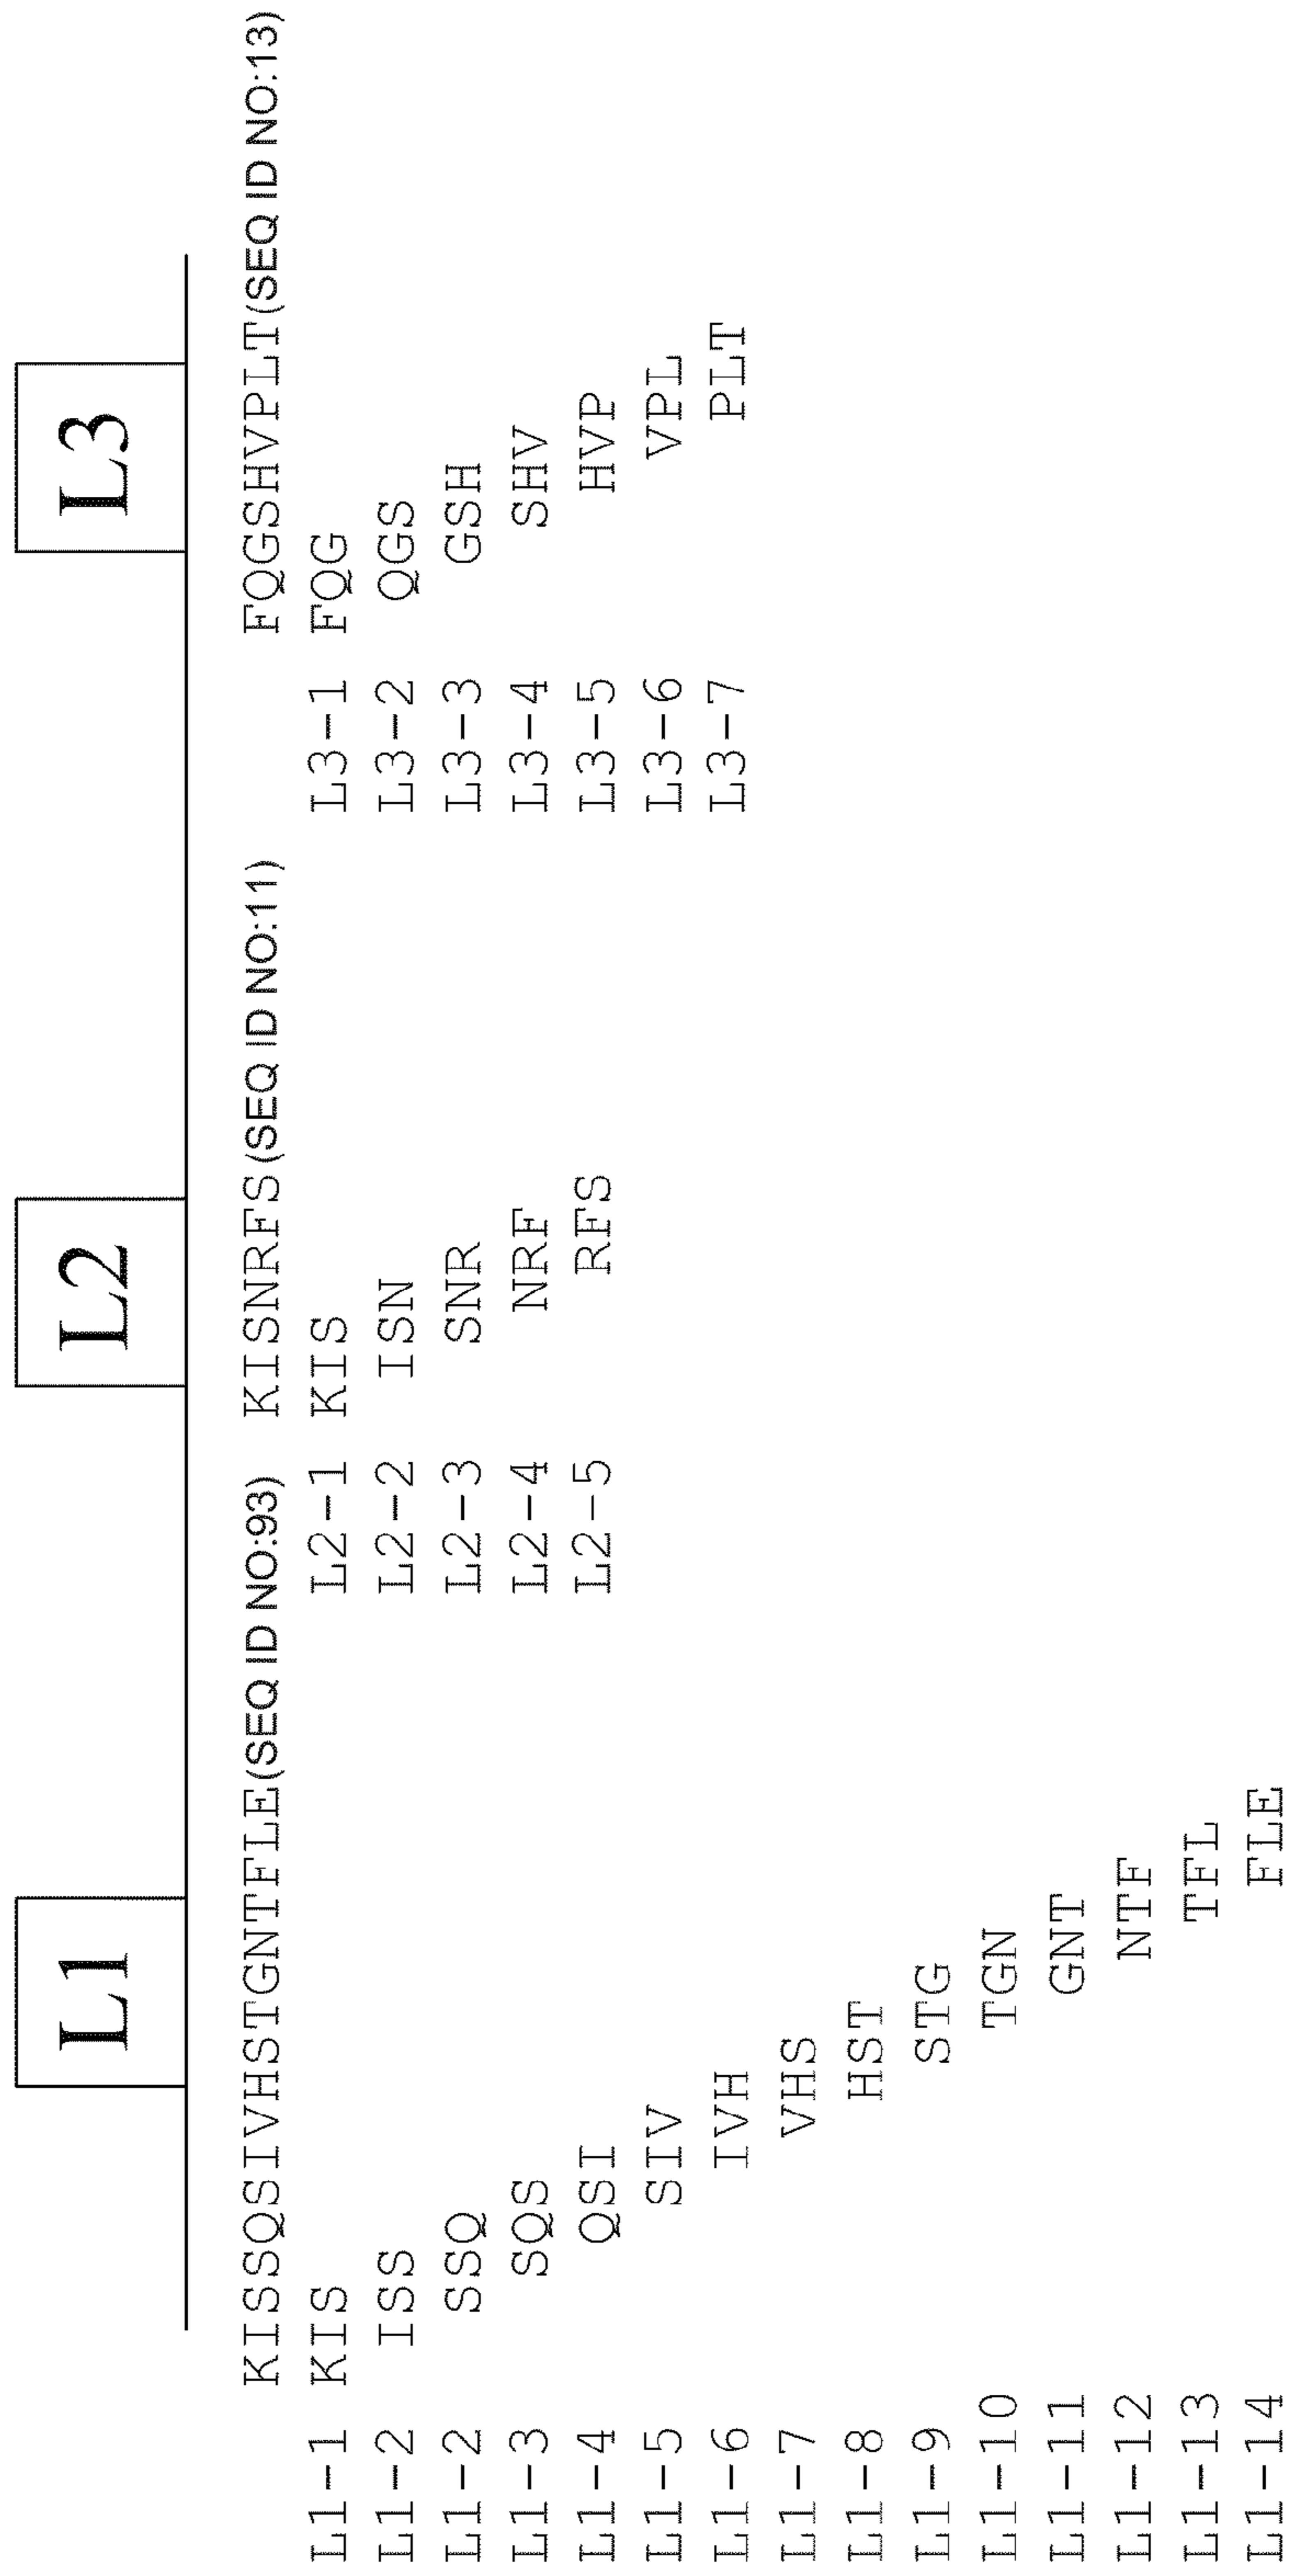 L1 L2 L3
KISSQSIVHSTGNTFLE(SEQ ID NO:93) KISNRFS(SEQ ID NO:11) FQGSHVPLT(SEQ ID NO:13)
L1-1 KIS L2-1 KIS L3-1 FQG
L1-2 ISS L2-2 ISN L3-2 QGS
L1-2 SSQ L2-3 SNR L3-3 GSH
L1-3 SQS L2-4 NRF L3-4 SHV
L1-4 QSI L2-5 RFS L3-5 HVP
L1-5 SIV L3-6 VPL
L1-6 IVH L3-7 PLT
L1-7 VHS
L1-8 HST
L1-9 STG
L1-10 TGN
L1-11 GNT
L1-12 NTF
L1-13 TFL
L1-14 FLE